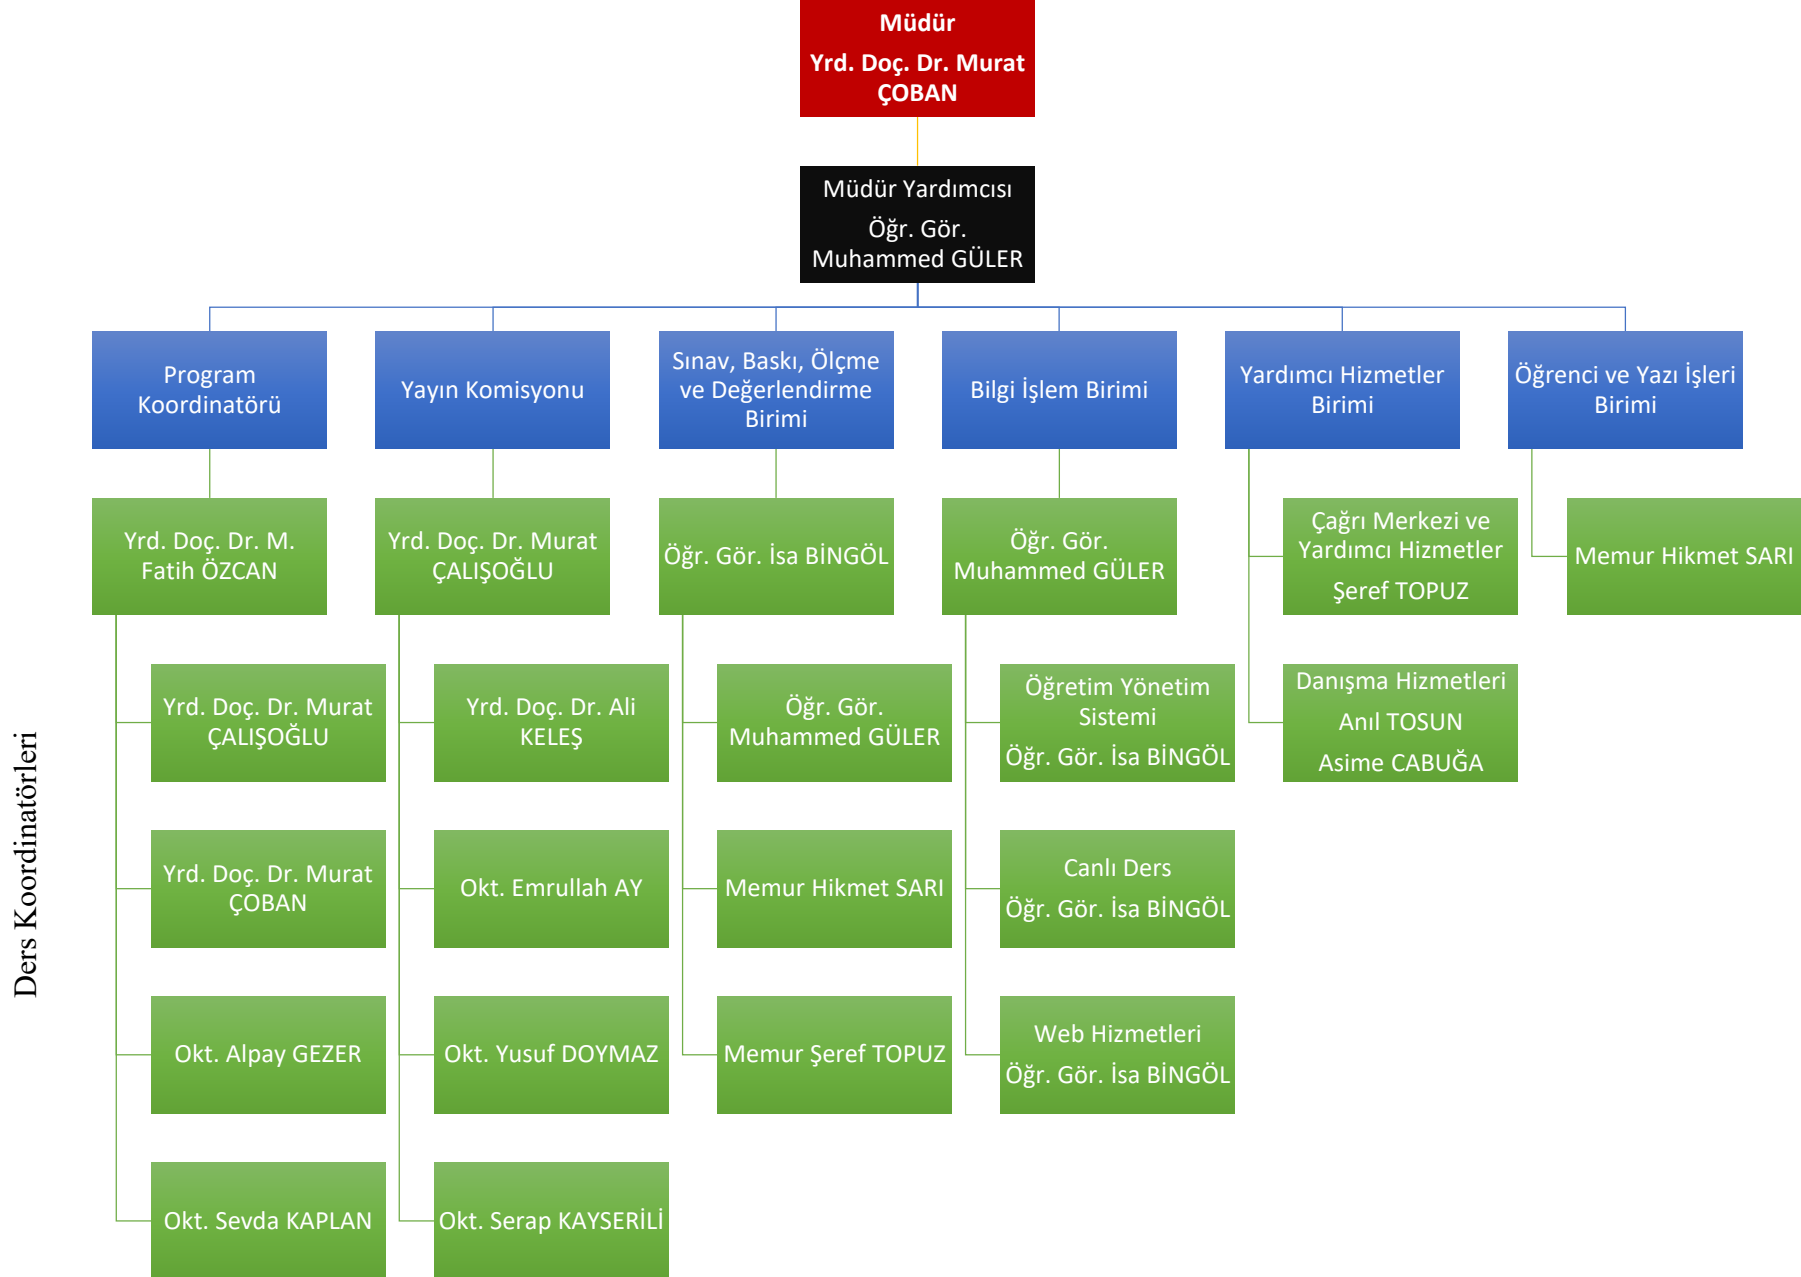 Müdür
Yrd. Doç. Dr. Murat
ÇOBAN
Müdür Yardımcısı
Öğr. Gör.
Muhammed GÜLER
Program
Koordinatörü
Yayın Komisyonu
Sınav, Baskı, Ölçme
ve Değerlendirme
Birimi
Bilgi İşlem Birimi
Yardımcı Hizmetler
Birimi
Öğrenci ve Yazı İşleri
Birimi
Yrd. Doç. Dr. M.
Fatih ÖZCAN
Yrd. Doç. Dr. Murat
ÇALIŞOĞLU
Öğr. Gör. İsa BİNGÖL
Öğr. Gör.
Muhammed GÜLER
Çağrı Merkezi ve
Yardımcı Hizmetler
Şeref TOPUZ
Memur Hikmet SARI
Ders Koordinatörleri
Yrd. Doç. Dr. Murat
ÇALIŞOĞLU
Yrd. Doç. Dr. Ali
KELEŞ
Öğr. Gör.
Muhammed GÜLER
Öğretim Yönetim
Sistemi
Öğr. Gör. İsa BİNGÖL
Danışma Hizmetleri
Anıl TOSUN
Asime CABUĞA
Yrd. Doç. Dr. Murat
ÇOBAN
Okt. Emrullah AY
Memur Hikmet SARI
Canlı Ders
Öğr. Gör. İsa BİNGÖL
Okt. Alpay GEZER
Okt. Yusuf DOYMAZ
Memur Şeref TOPUZ
Web Hizmetleri
Öğr. Gör. İsa BİNGÖL
Okt. Sevda KAPLAN
Okt. Serap KAYSERİLİ